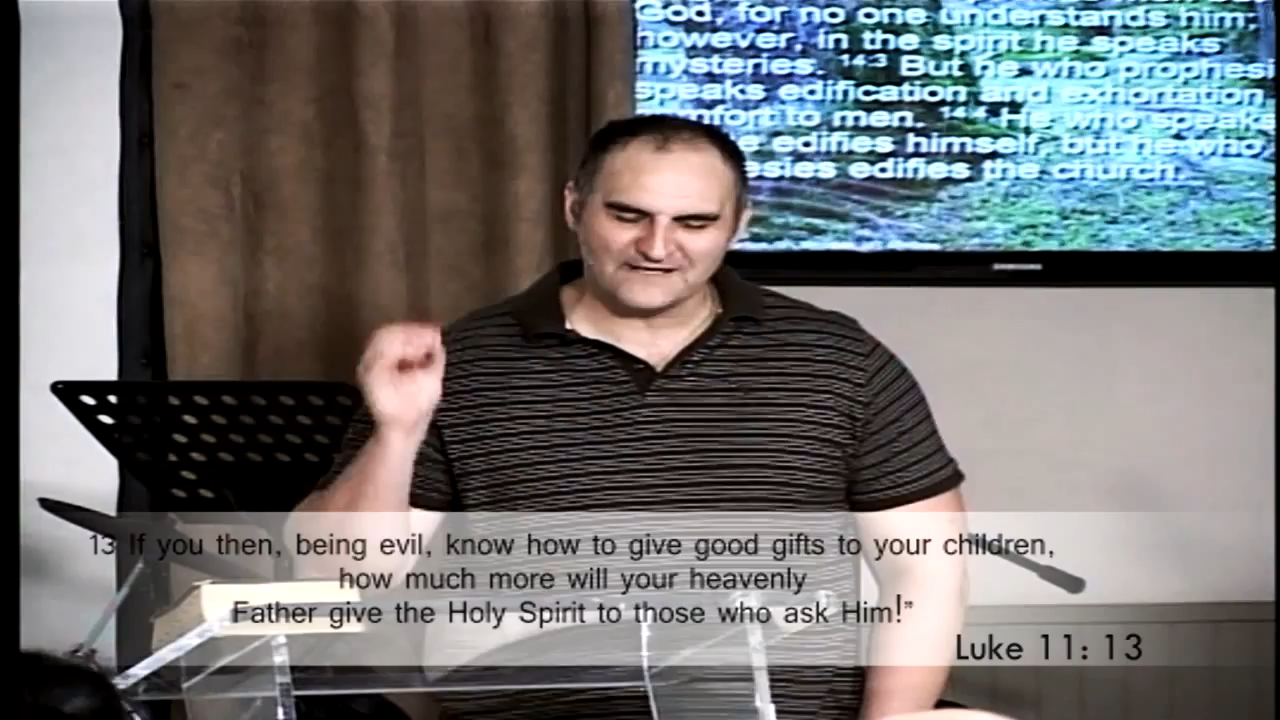 God, for no one understands him;
however, in the spirit he speaks
mysteries. 14:3 But he who prophesi
speaks edification and exhortation
mfort to men. 14:4 He who speaks
e edifies himself, but he who
esies edifies the church.
SAMSUNG
13 If you then, being evil, know how to give good gifts to your children,
how much more will your heavenly
Father give the Holy Spirit to those who ask Him!”
Luke 11: 13